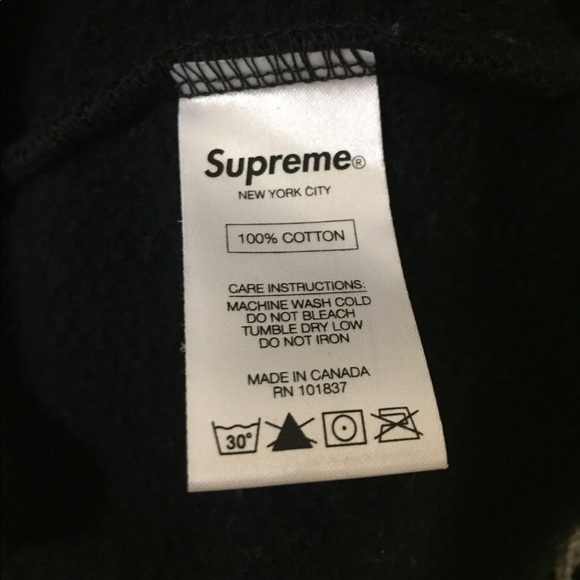 Supreme®
NEW YORK CITY
100% COTTON
CARE INSTRUCTIONS:
MACHINE WASH COLD
DO NOT BLEACH
TUMBLE DRY LOW
DO NOT IRON
MADE IN CANADA
RN 101837
30°